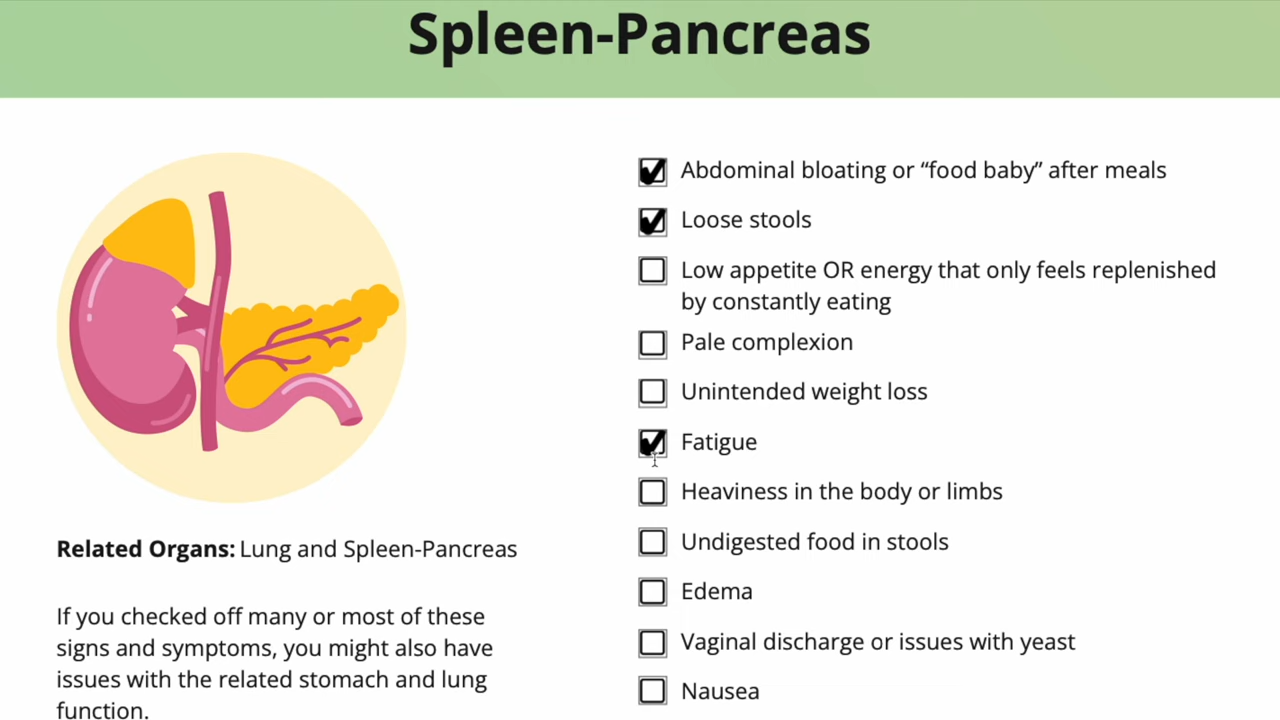 Spleen-Pancreas
Abdominal bloating or “food baby” after meals
Loose stools
Low appetite OR energy that only feels replenished
by constantly eating
Pale complexion
Unintended weight loss
Fatigue
Heaviness in the body or limbs
Undigested food in stools
Edema
Vaginal discharge or issues with yeast
Nausea
Related Organs: Lung and Spleen-Pancreas
If you checked off many or most of these
signs and symptoms, you might also have
issues with the related stomach and lung
function.